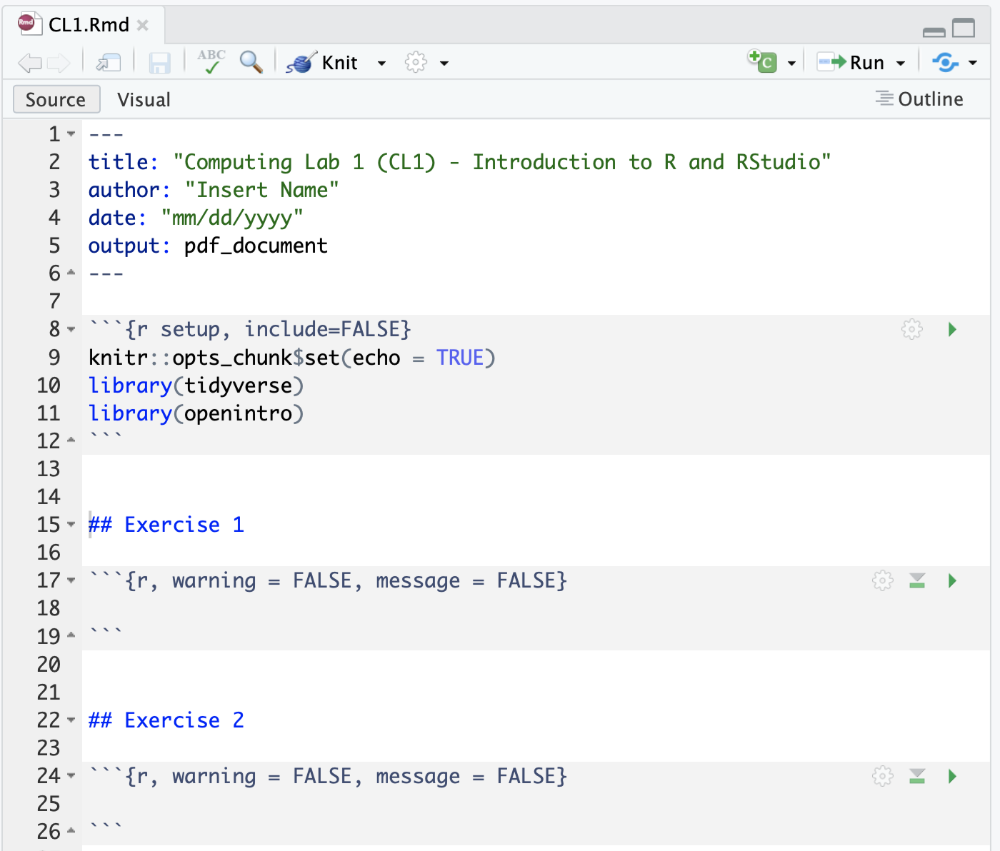 Rmd CL1.Rmd
ABC Knit C Run
Source Visual Outline
1 ---
2 title: "Computing Lab 1 (CL1) - Introduction to R and RStudio"
3 author: "Insert Name"
4 date: "mm/dd/yyyy"
5 output: pdf_document
6 ---
7
8 ```{r setup, include=FALSE}
9 knitr::opts_chunk$set(echo = TRUE)
10 library(tidyverse)
11 library(openintro)
12 ```
13
14
15 ## Exercise 1
16
17 ```{r, warning = FALSE, message = FALSE}
18
19 ```
20
21
22 ## Exercise 2
23
24 ```{r, warning = FALSE, message = FALSE}
25
26 ```